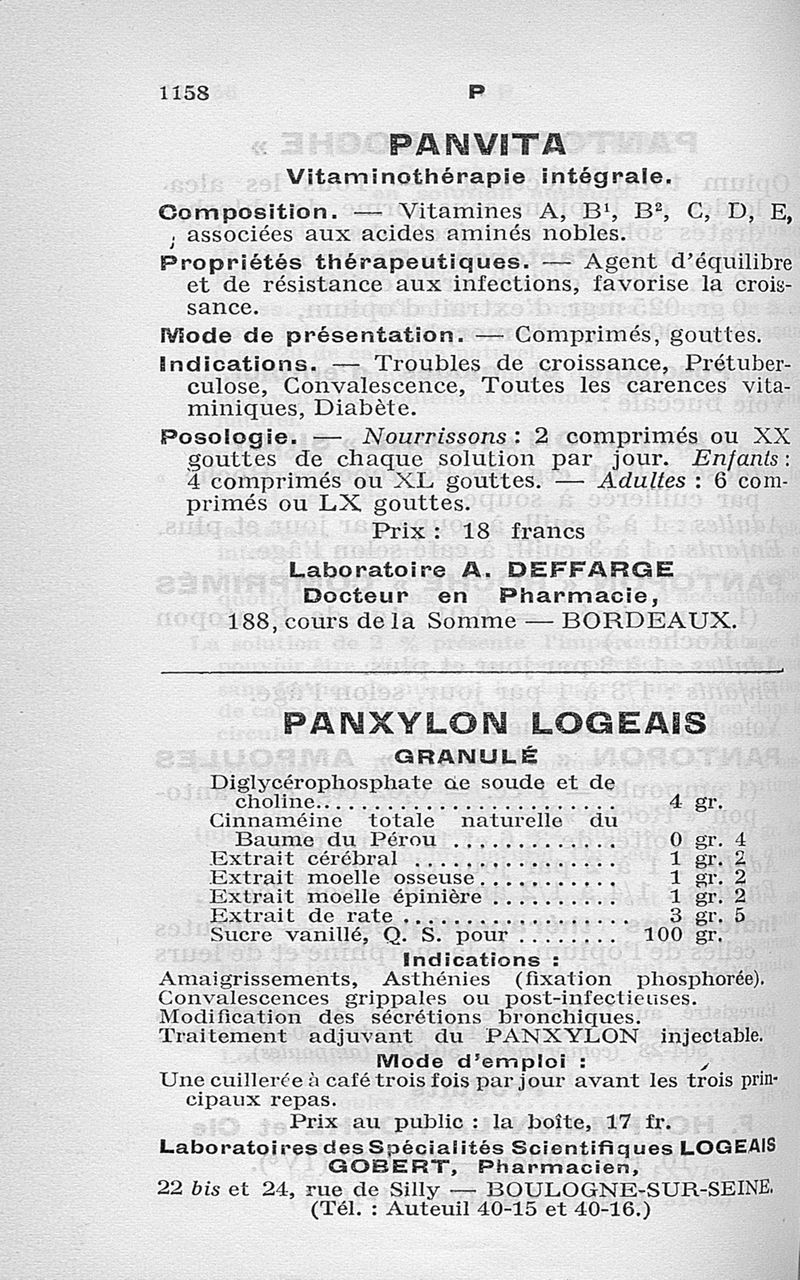 1158 P
PANVITA
Vitaminothérapie intégrale.
Composition. — Vitamines A, B¹, B², C, D, E,
associées aux acides aminés nobles.
Propriétés thérapeutiques. — Agent d'équilibre
et de résistance aux infections, favorise la crois-
sance.
Mode de présentation. — Comprimés, gouttes.
Indications. — Troubles de croissance, Prétuber-
culose, Convalescence, Toutes les carences vita-
miniques, Diabète.
Posologie. — Nourrissons : 2 comprimés ou XX
gouttes de chaque solution par jour. Enfants :
4 comprimés ou XL gouttes. — Adultes : 6 com-
primés ou LX gouttes.
Prix : 18 francs
Laboratoire A. DEFFARGE
Docteur en Pharmacie,
188, cours de la Somme — BORDEAUX.
PANXYLON LOGEAIS
GRANULÉ
Diglycérophosphate de soude et de
choline........................ 4 gr.
Cinnaméine totale naturelle du
Baume du Pérou ............. 0 gr. 4
Extrait cérébral ................ 1 gr. 2
Extrait moelle osseuse........... 1 gr. 2
Extrait moelle épinière .......... 1 gr. 2
Extrait de rate .................. 3 gr. 5
Sucre vanillé, Q. S. pour ........ 100 gr.
Indications :
Amaigrissements, Asthénies (fixation phosphorée).
Convalescences grippales ou post-infectieuses.
Modification des sécrétions bronchiques.
Traitement adjuvant du PANXYLON injectable.
Mode d'emploi :
Une cuillerée à café trois fois par jour avant les trois prin-
cipaux repas.
Prix au public : la boîte, 17 fr.
Laboratoires des Spécialités Scientifiques LOGEAIS
GOBERT, Pharmacien,
22 bis et 24, rue de Silly — BOULOGNE-SUR-SEINE.
(Tél. : Auteuil 40-15 et 40-16.)